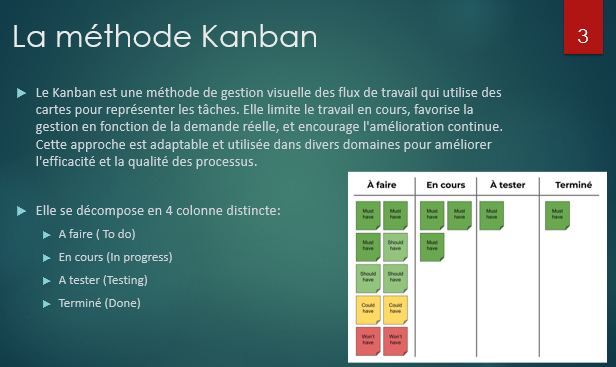 La méthode Kanban
3
Le Kanban est une méthode de gestion visuelle des flux de travail qui utilise des
cartes pour représenter les tâches. Elle limite le travail en cours, favorise la
gestion en fonction de la demande réelle, et encourage l'amélioration continue.
Cette approche est adaptable et utilisée dans divers domaines pour améliorer
l'efficacité et la qualité des processus.
Elle se décompose en 4 colonne distincte:
A faire ( To do)
En cours (In progress)
A tester (Testing)
Terminé (Done)
À faire En cours À tester Terminé
Must Must Must Must Must Must
have have have have have have
Must Should Must
have have have
Should Should
have have
Could Could
have have
Won't Won't
have have